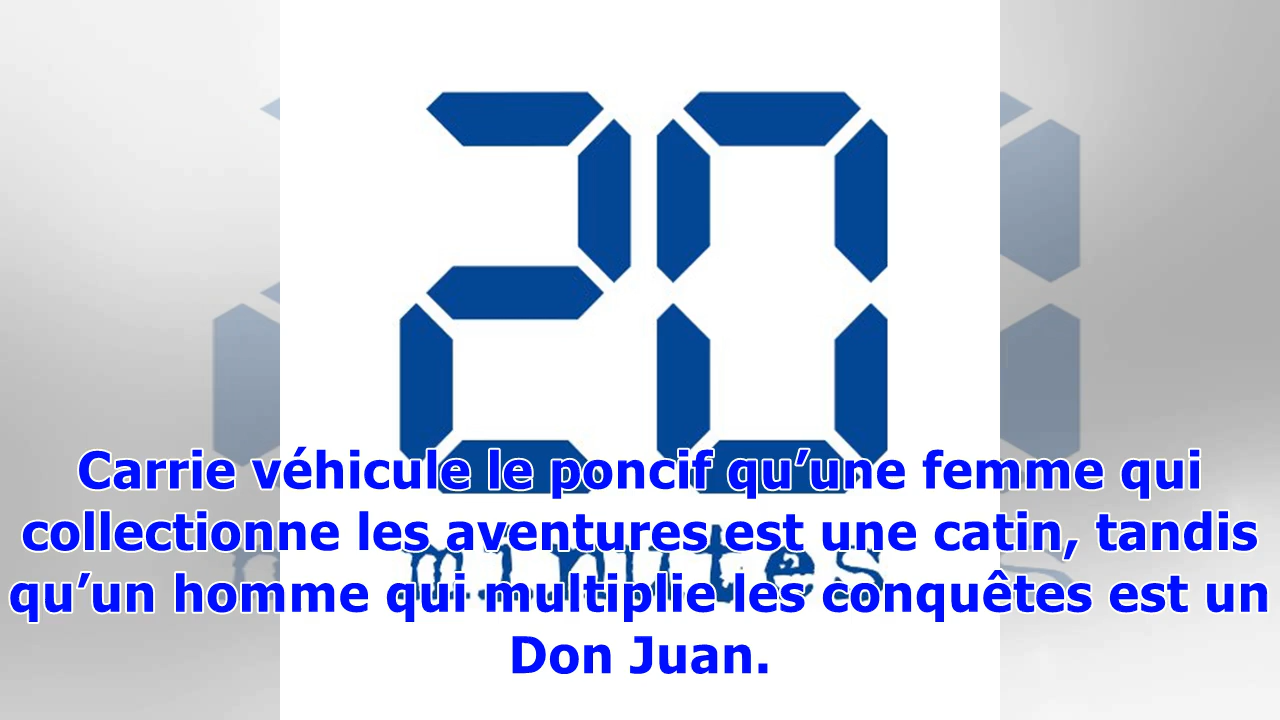 20
Carrie véhicule le poncif qu’une femme qui
collectionne les aventures est une catin, tandis
minutes
qu’un homme qui multiplie les conquêtes est un
Don Juan.